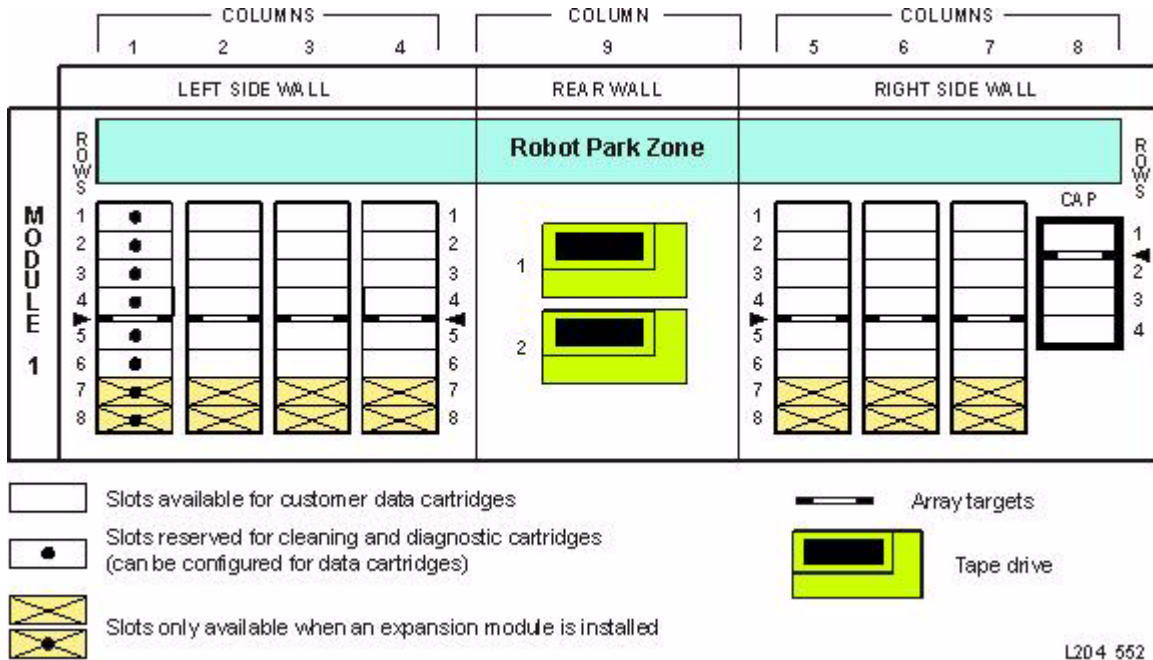 COLUMNS COLUMN COLUMNS
1 2 3 4 9 5 6 7 8
LEFT SIDE WALL REAR WALL RIGHT SIDE WALL
ROWS Robot Park Zone ROWS
MODULE 1
CAP
1 1 1 1
2 2 1 2 2
3 3 3 3
4 4 4 4
5 5 2 5
6 6 6
7 7 7
8 8 8
Slots available for customer data cartridges Array targets
Slots reserved for cleaning and diagnostic cartridges
(can be configured for data cartridges) Tape drive
Slots only available when an expansion module is installed
L204_552